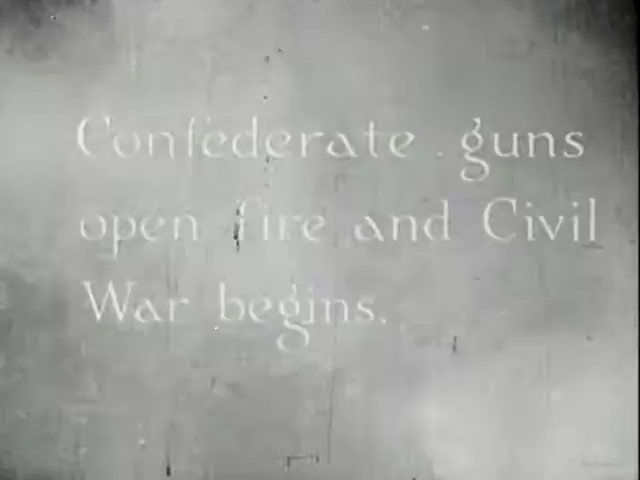 Confederate guns
open fire and Civil
War begins.